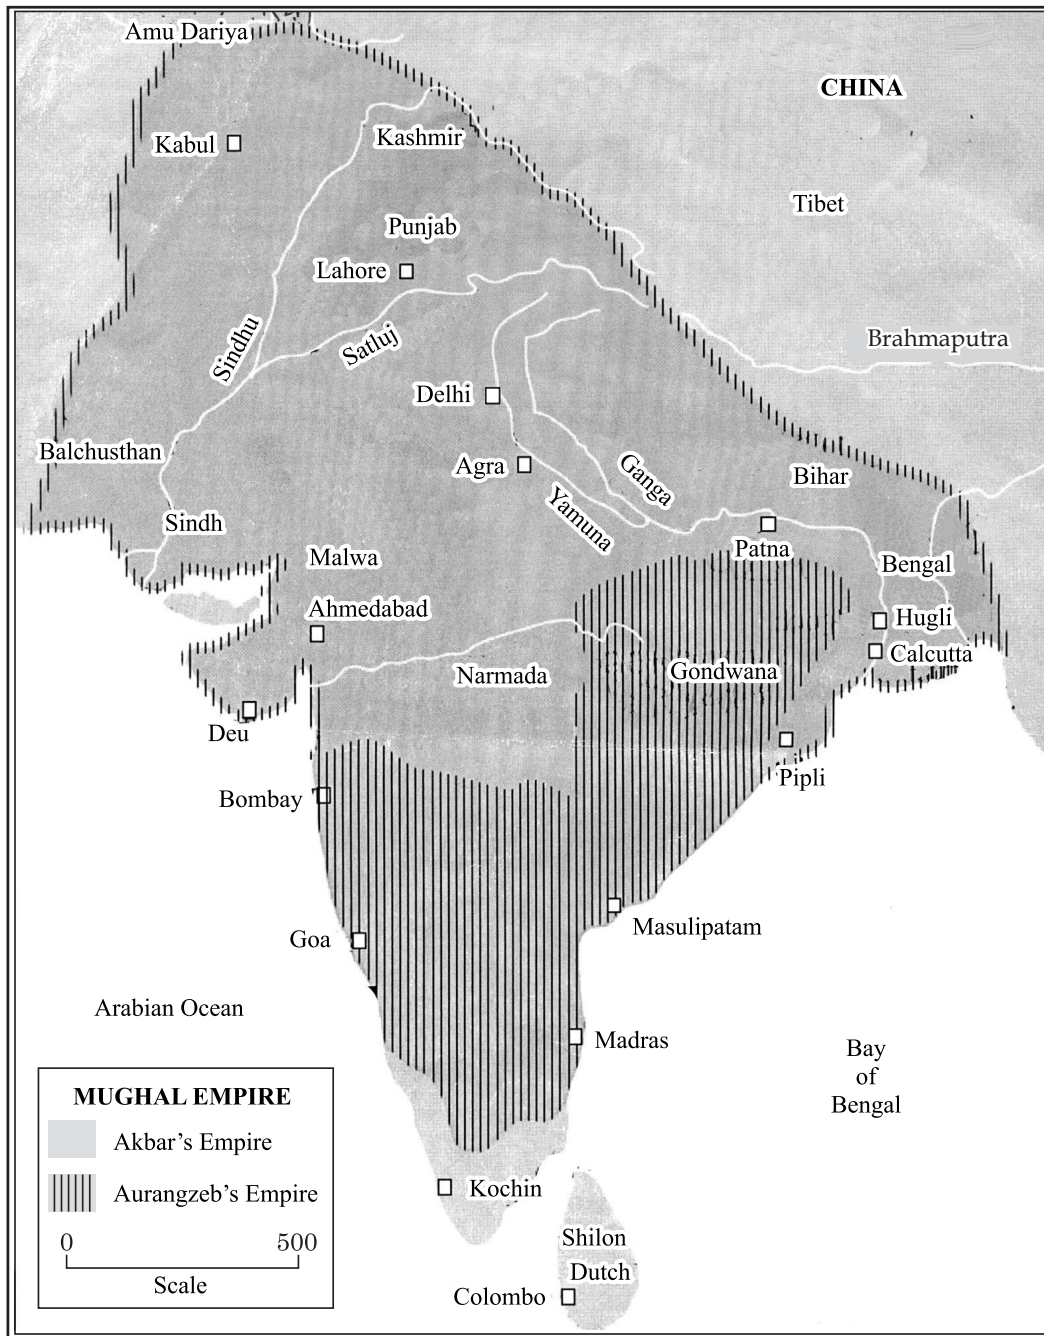 Amu Dariya
CHINA
Kabul
Kashmir
Tibet
Punjab
Lahore
Sindhu
Satluj
Brahmaputra
Delhi
Balchusthan
Agra
Ganga
Bihar
Yamuna
Sindh
Patna
Malwa
Bengal
Ahmedabad
Hugli
Calcutta
Narmada
Gondwana
Deu
Pipli
Bombay
Masulipatam
Goa
Arabian Ocean
Madras
Bay
of
Bengal
MUGHAL EMPIRE
Akbar's Empire
Aurangzeb's Empire
0 500
Scale
Kochin
Shilon
Dutch
Colombo